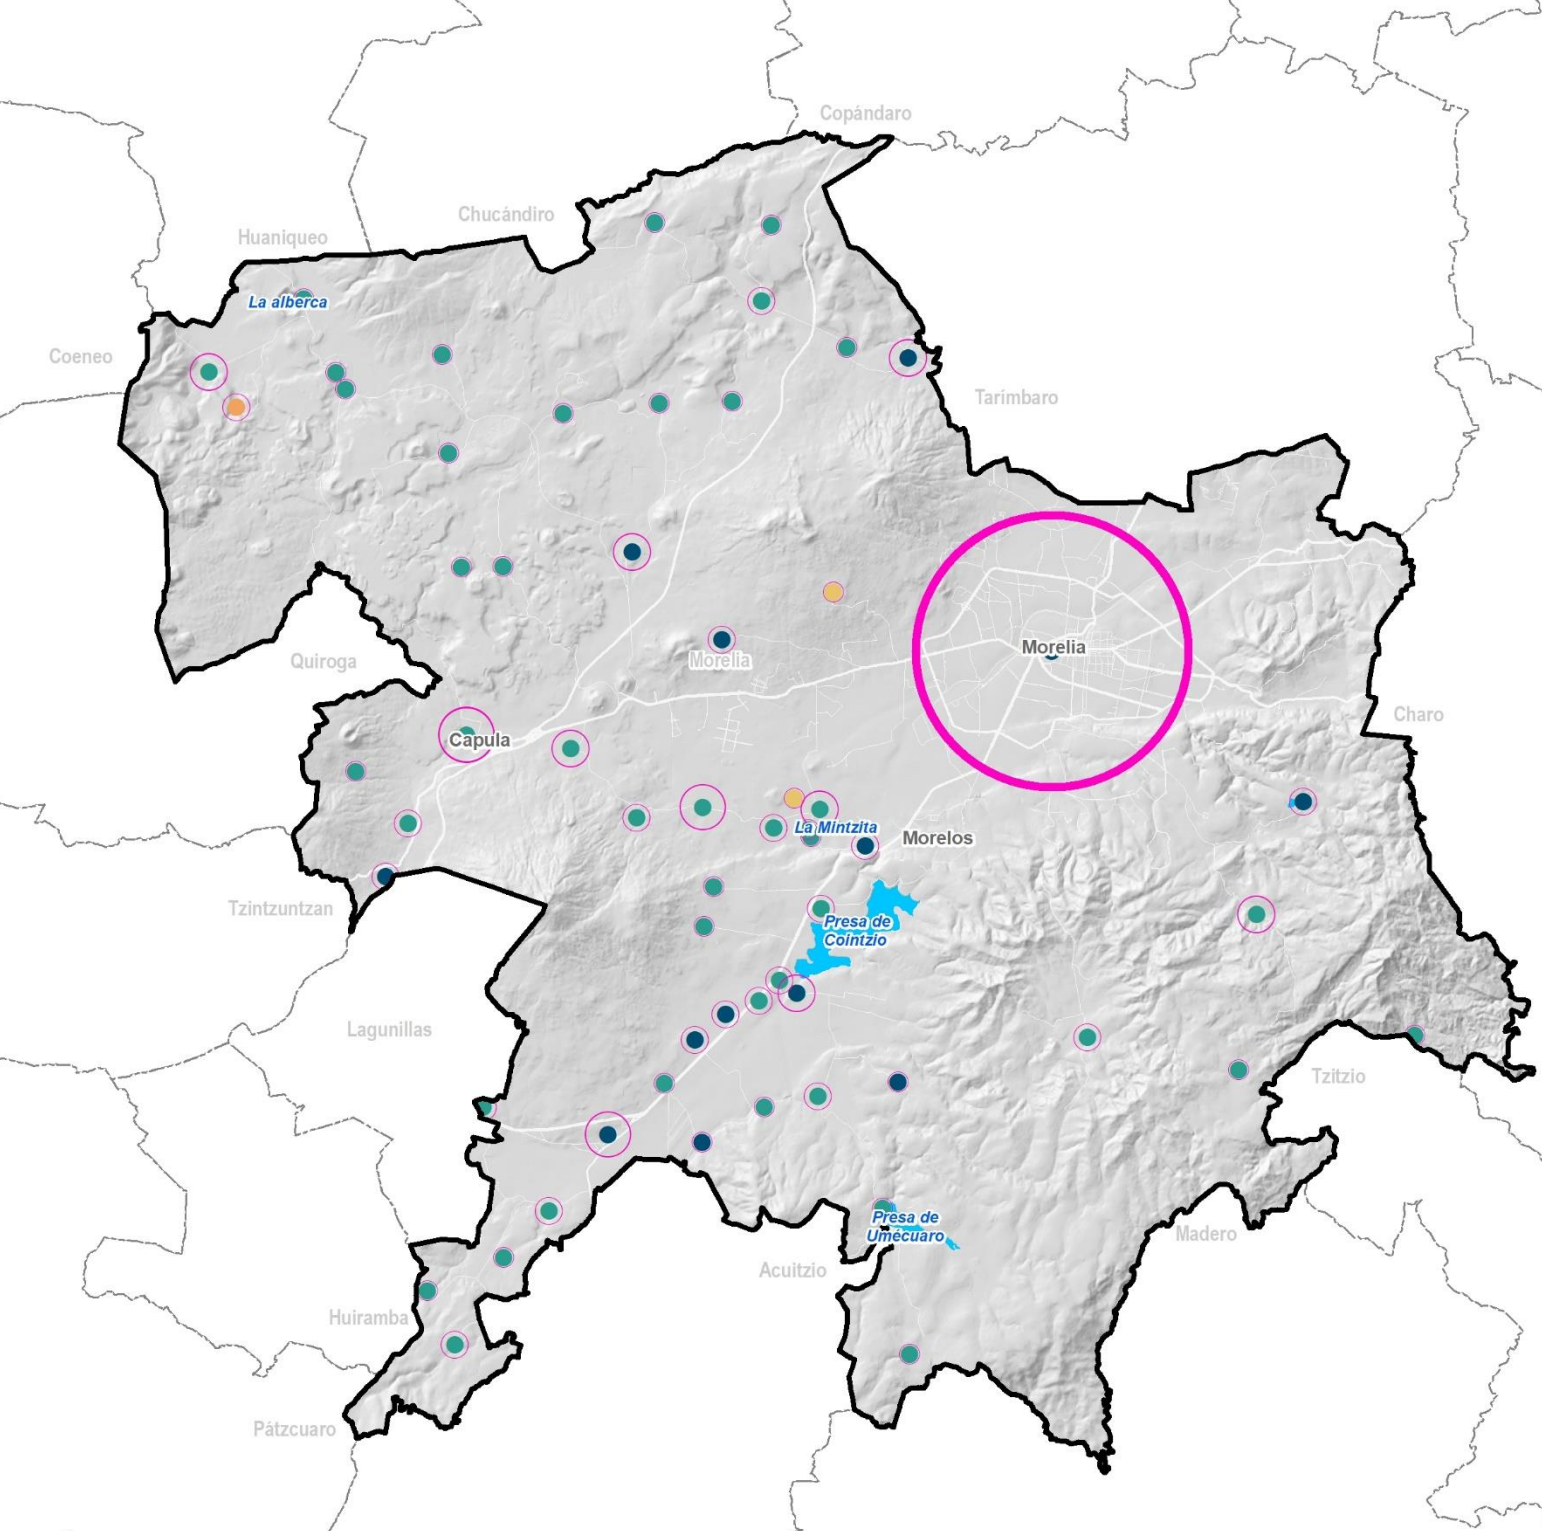 Copándaro
Chucándiro
Huaniqueo
La alberca
Coeneo
Tarímbaro
Morelia
Quiroga
Morelia
Charo
Capula
La Mintzita
Morelos
Tzintzuntzan
Presa de
Cointzio
Lagunillas
Tzitzio
Presa de
Umécuaro
Madero
Acuitzio
Huiramba
Pátzcuaro